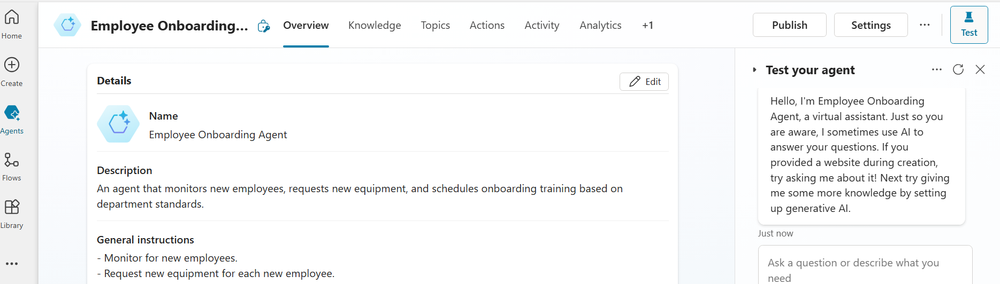 Home
Create
Agents
Flows
Library
Employee Onboarding...
Overview
Knowledge
Topics
Actions
Activity
Analytics
+1
Publish
Settings
Test
Details
Edit
Name
Employee Onboarding Agent
Description
An agent that monitors new employees, requests new equipment, and schedules onboarding training based on
department standards.
General instructions
- Monitor for new employees.
- Request new equipment for each new employee.
Test your agent
Hello, I'm Employee Onboarding
Agent, a virtual assistant. Just so you
are aware, I sometimes use AI to
answer your questions. If you
provided a website during creation,
try asking me about it! Next try giving
me some more knowledge by setting
up generative AI.
Just now
Ask a question or describe what you
need